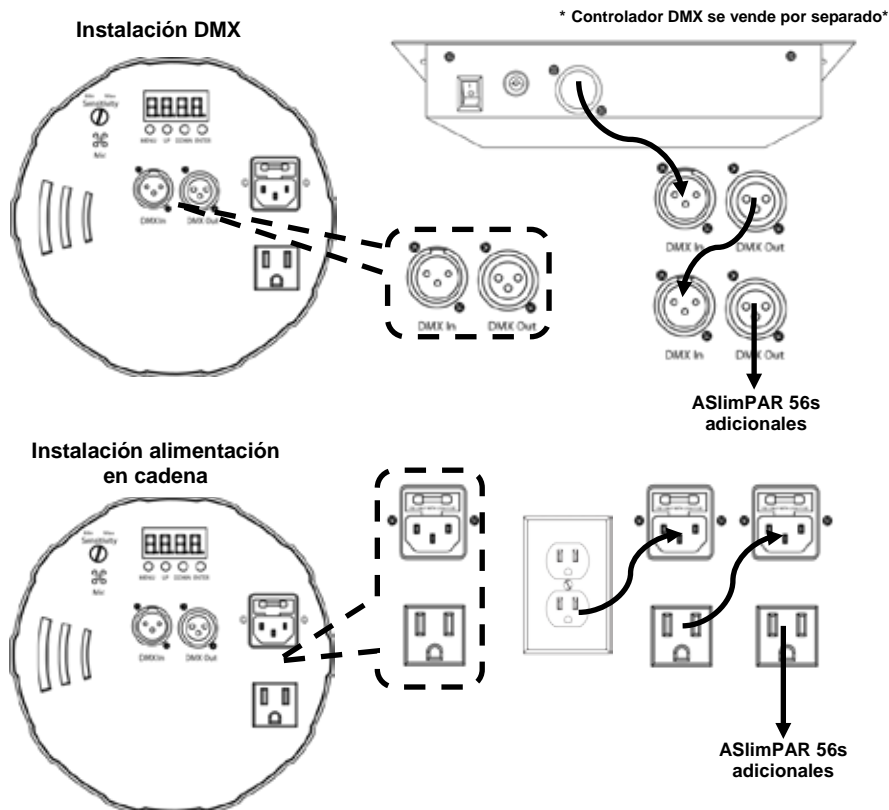 * Controlador DMX se vende por separado*
Instalación DMX
Sensitivity
Mic
MENU UP DOWN ENTER
DMX In
DMX Out
DMX In
DMX Out
DMX In
DMX Out
DMX In
DMX Out
ASlimPAR 56s
adicionales
Instalación alimentación
en cadena
Sensitivity
Mic
MENU UP DOWN ENTER
DMX In
DMX Out
ASlimPAR 56s
adicionales